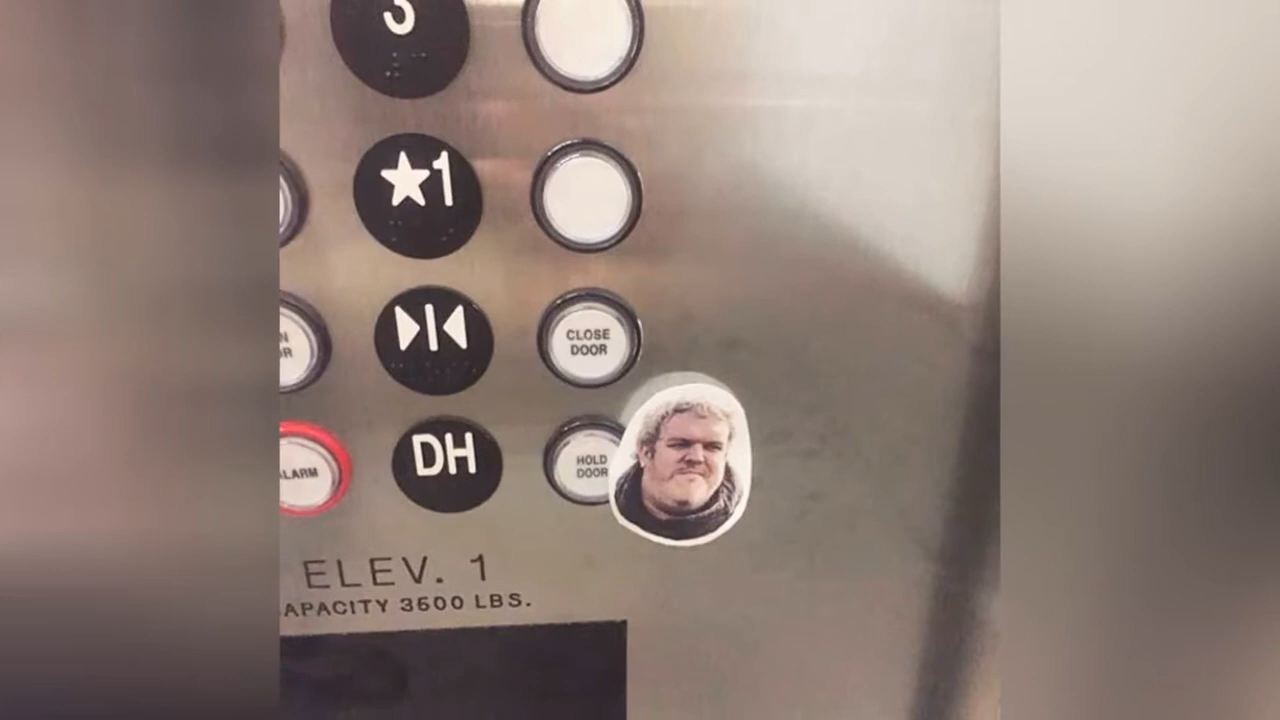 3
★1
CLOSE
DOOR
ALARM
DH
HOLD
DOOR
ELEV. 1
APACITY 3500 LBS.